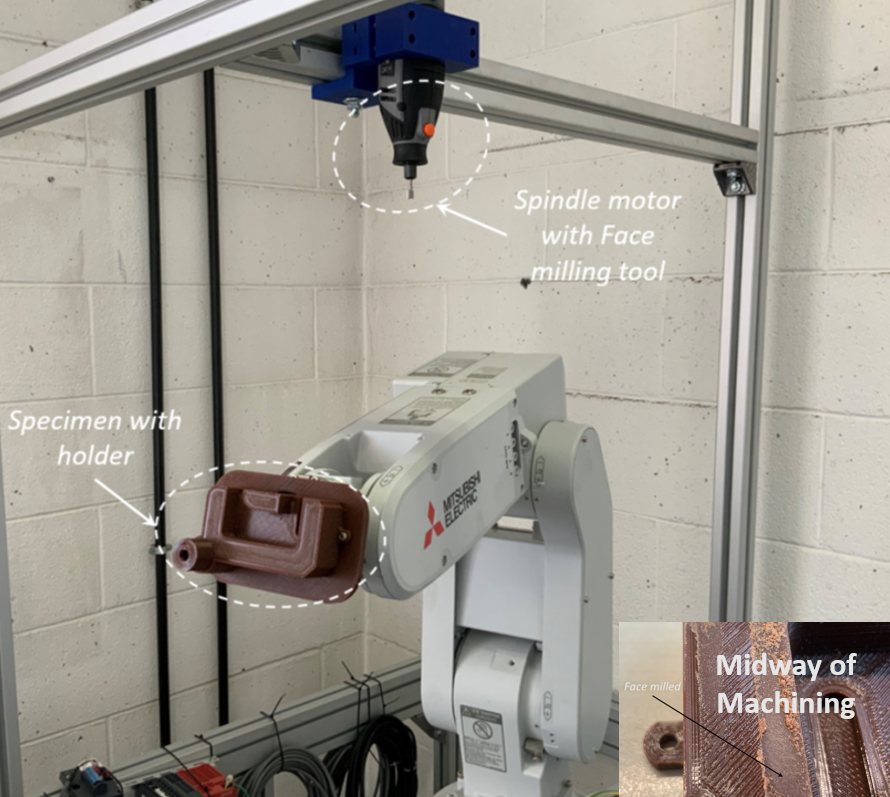 Spindle motor
with Face
milling tool
Specimen with
holder
MITSUBISHI
ELECTRIC
Midway of
Machining
Face milled